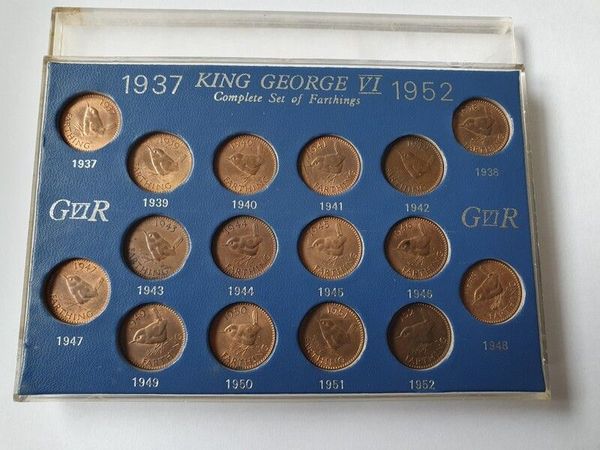 1937 KING GEORGE VI 1952
Complete Set of Farthings
1937
1938
1939 1940 1941 1942
GVIR GVIR
1943 1944 1945 1946
1947 1948
1949 1950 1951 1952
FARTHING